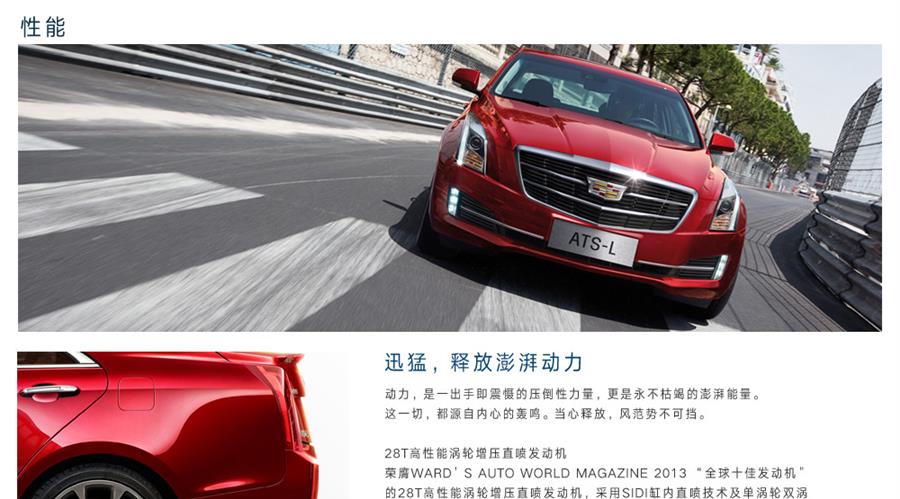 性能
ATS-L
迅猛，释放澎湃动力
动力，是一出手即震慑的压倒性力量，更是永不枯竭的澎湃能量。
这一切，都源自内心的轰鸣。当心释放，风范势不可挡。
28T高性能涡轮增压直喷发动机
荣膺WARD'S AUTO WORLD MAGAZINE 2013 “全球十佳发动机”
的28T高性能涡轮增压直喷发动机，采用SIDI缸内直喷技术及单涡轮双涡